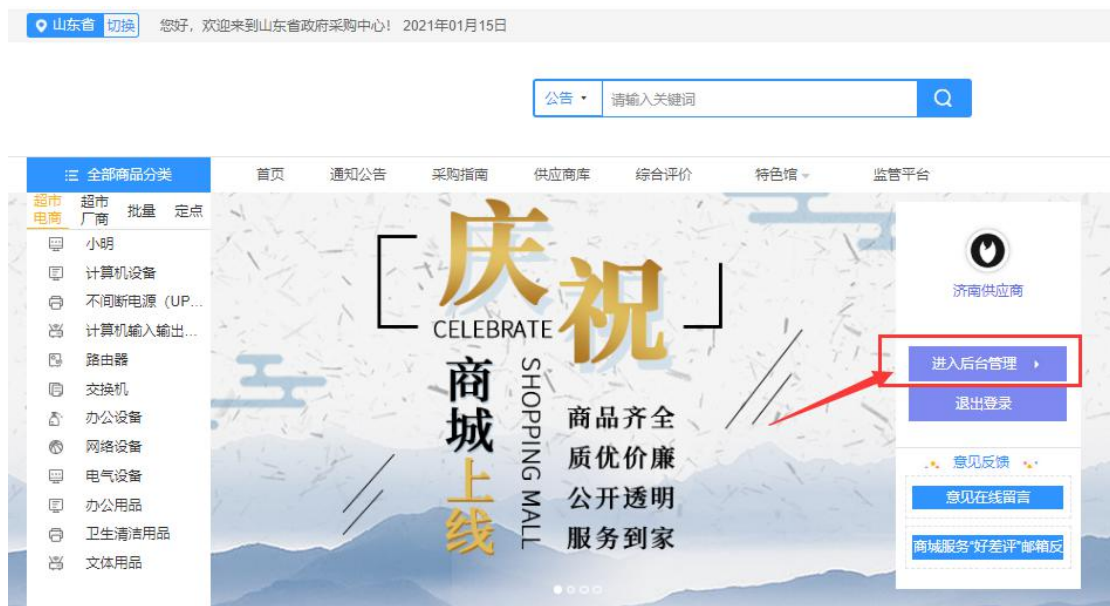 山东省 切换 您好，欢迎来到山东省政府采购中心！ 2021年01月15日
公告 请输入关键词
全部商品分类 首页 通知公告 采购指南 供应商库 综合评价 特色馆 监管平台
超市电商 超市厂商 批量 定点
小明
计算机设备
不间断电源（UP...
计算机输入输出...
路由器
交换机
办公设备
网络设备
电气设备
办公用品
卫生清洁用品
文体用品
庆祝
CELEBRATE
商城上线
SHOPPING MALL
商品齐全
质优价廉
公开透明
服务到家
济南供应商
进入后台管理
退出登录
意见反馈
意见在线留言
商城服务“好差评”邮箱反